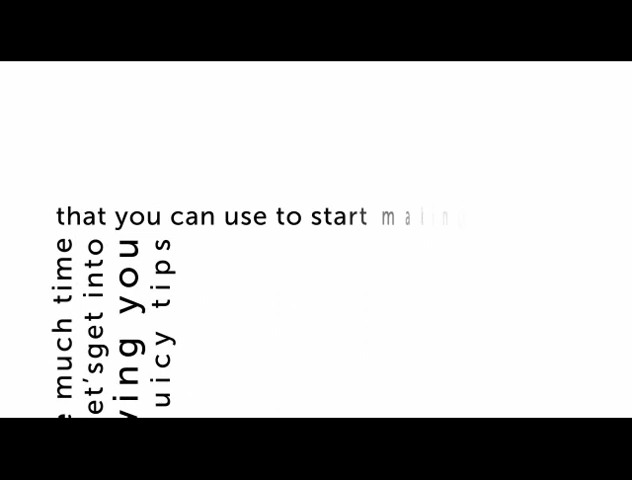 that you can use to start
much time
et'sget into
ving you
uicy tips